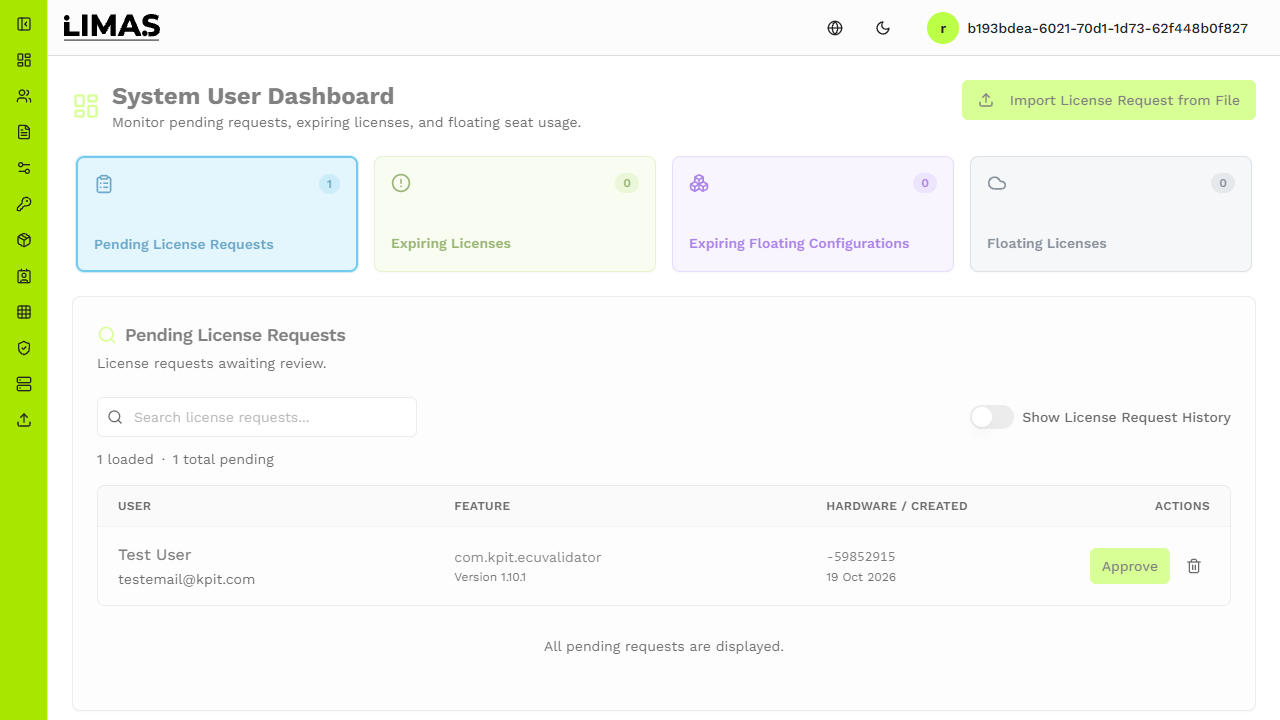 LIMAS
r
b193bdea-6021-70d1-1d73-62f448b0f827
System User Dashboard
Monitor pending requests, expiring licenses, and floating seat usage.
Import License Request from File
1
Pending License Requests
0
Expiring Licenses
0
Expiring Floating Configurations
0
Floating Licenses
Pending License Requests
License requests awaiting review.
Search license requests...
Show License Request History
1 loaded · 1 total pending
USER FEATURE HARDWARE / CREATED ACTIONS
Test User com.kpit.ecuvalidator -59852915
testemail@kpit.com Version 1.10.1 19 Oct 2026
Approve
All pending requests are displayed.